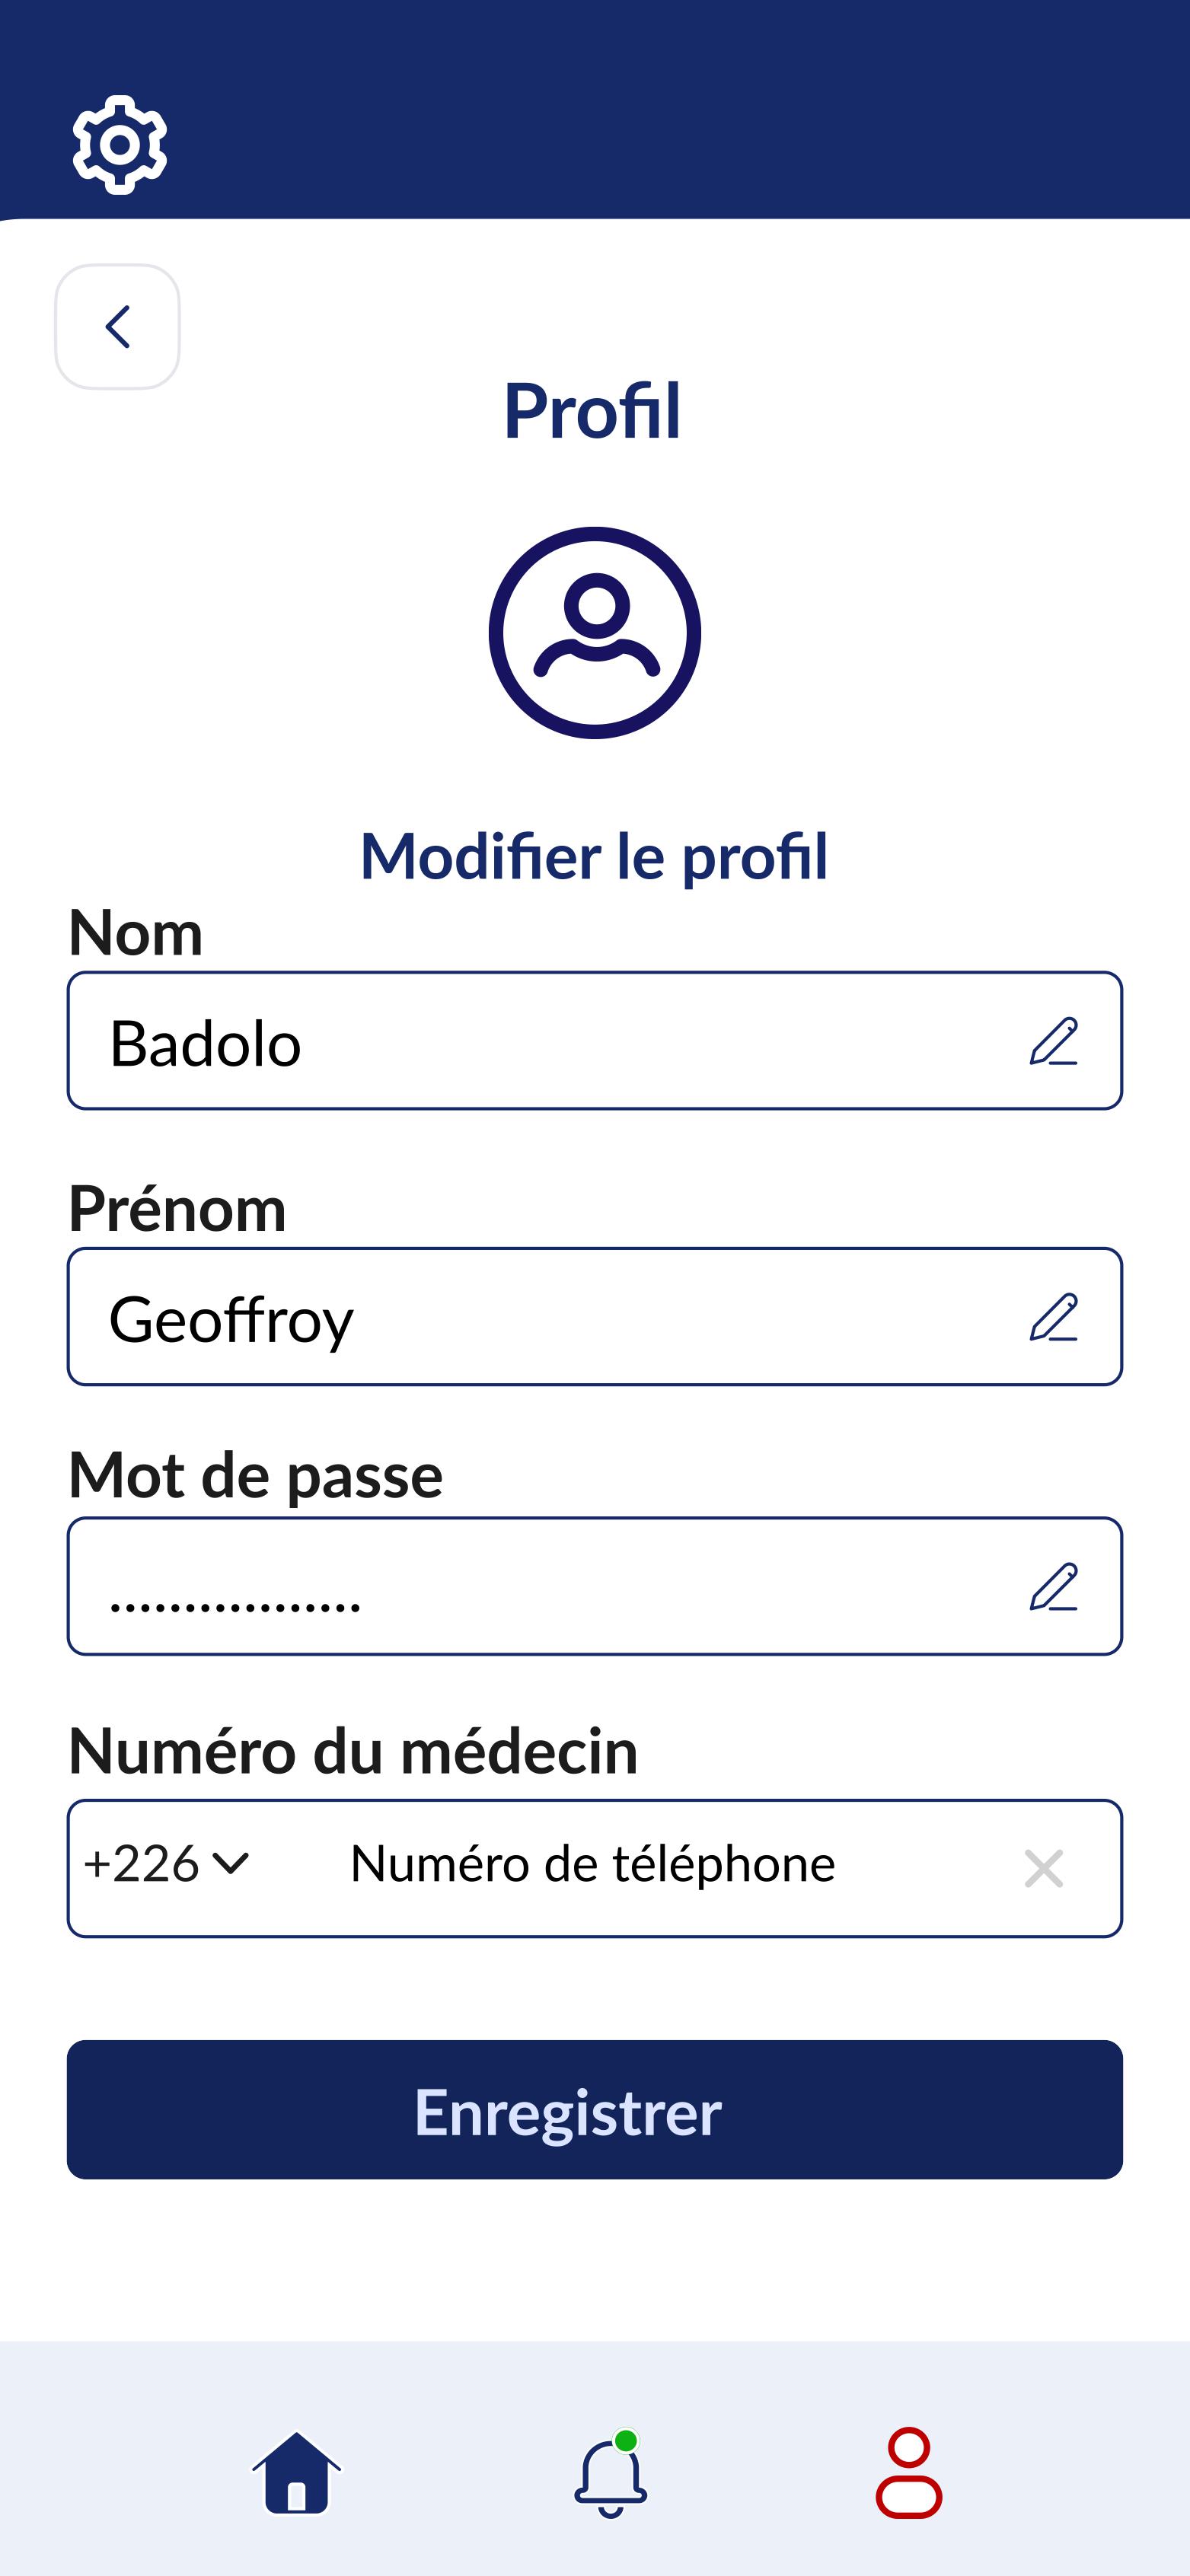 Profil
Modifier le profil
Nom
Badolo
Prénom
Geoffroy
Mot de passe
.................
Numéro du médecin
+226 Numéro de téléphone
Enregistrer